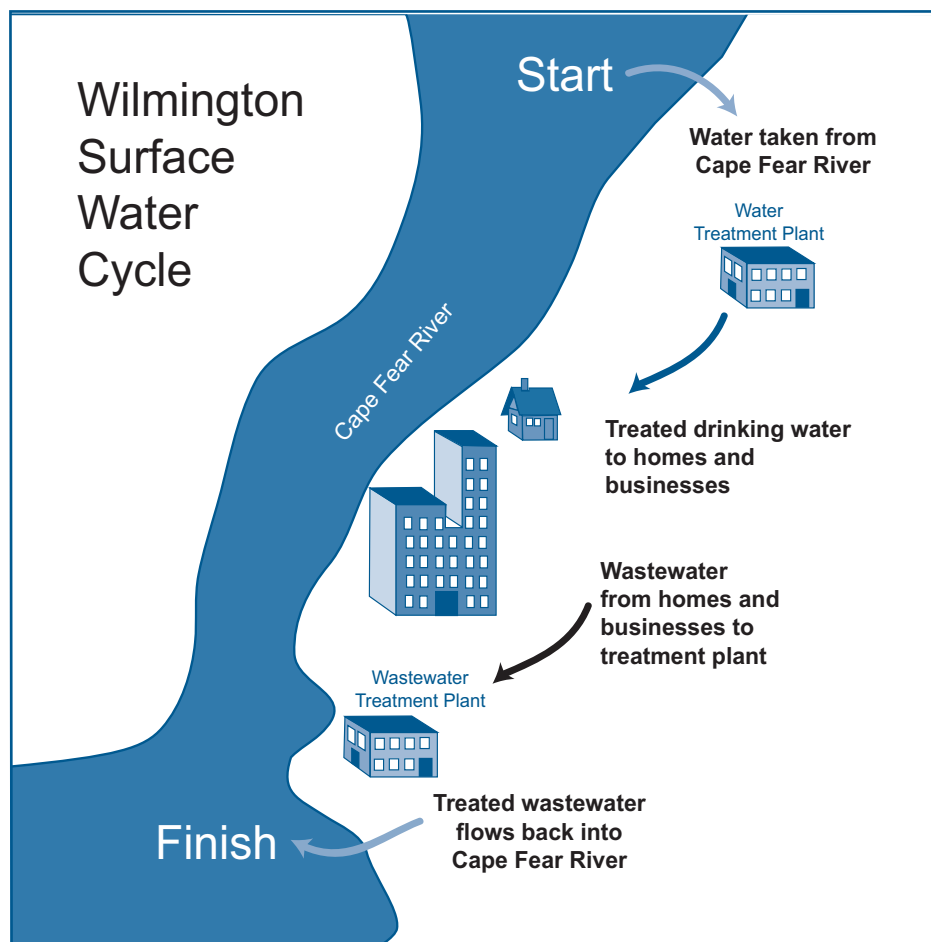 Wilmington
Surface
Water
Cycle
Start
Water taken from
Cape Fear River
Water
Treatment Plant
Cape Fear River
Treated drinking water
to homes and
businesses
Wastewater
from homes and
businesses to
treatment plant
Wastewater
Treatment Plant
Treated wastewater
flows back into
Cape Fear River
Finish